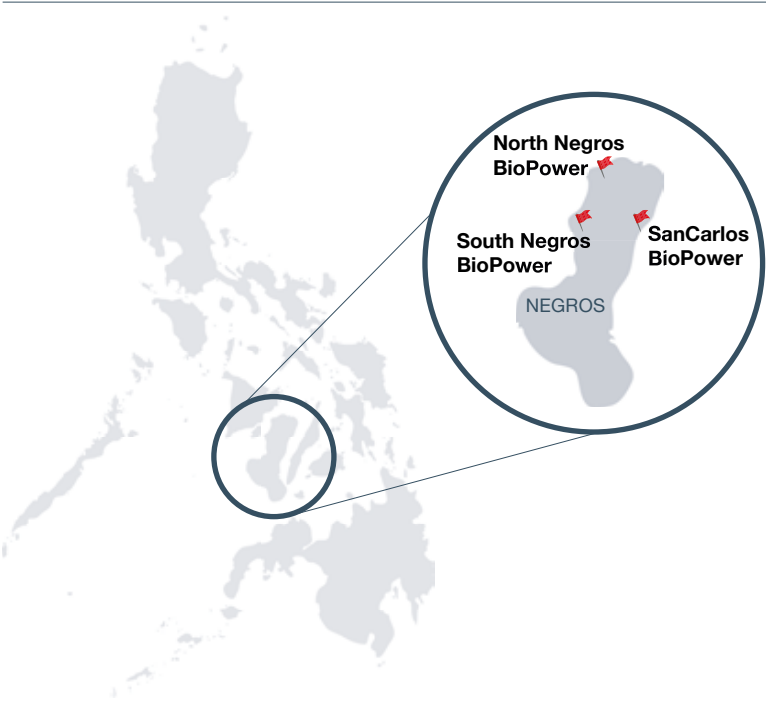 North Negros
BioPower
South Negros
BioPower
SanCarlos
BioPower
NEGROS